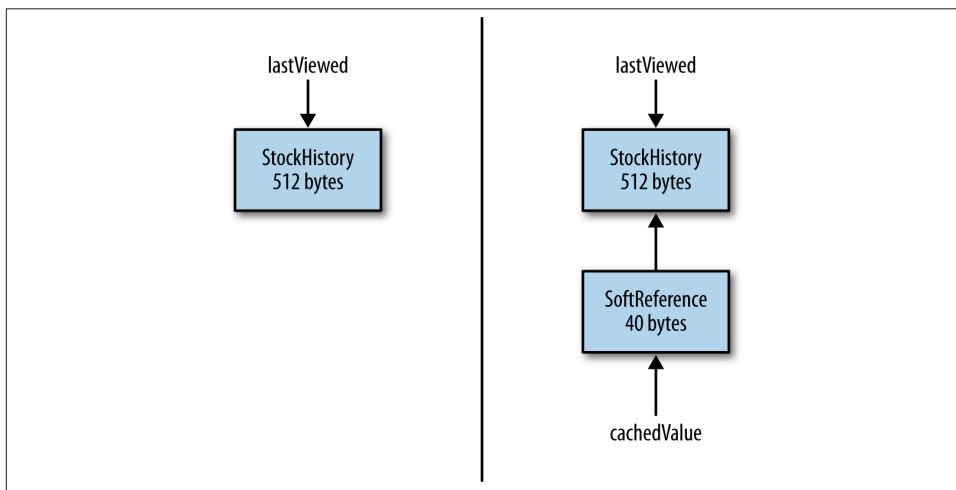 lastViewed
StockHistory
512 bytes
lastViewed
StockHistory
512 bytes
SoftReference
40 bytes
cachedValue